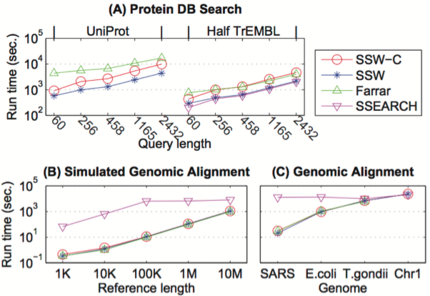 (A) Protein DB Search
UniProt
Half TrEMBL
Run time (sec.)
10^5
10^4
10^3
10^2
60
256
458
1165
2432
60
256
458
1165
2432
Query length
SSW-C
SSW
Farrar
SSEARCH
(B) Simulated Genomic Alignment
Run time (sec.)
10^5
10^3
10^1
10^-1
1K
10K
100K
1M
10M
Reference length
(C) Genomic Alignment
10^5
10^4
10^3
10^2
10^1
SARS
E.coli
T.gondii
Chr1
Genome